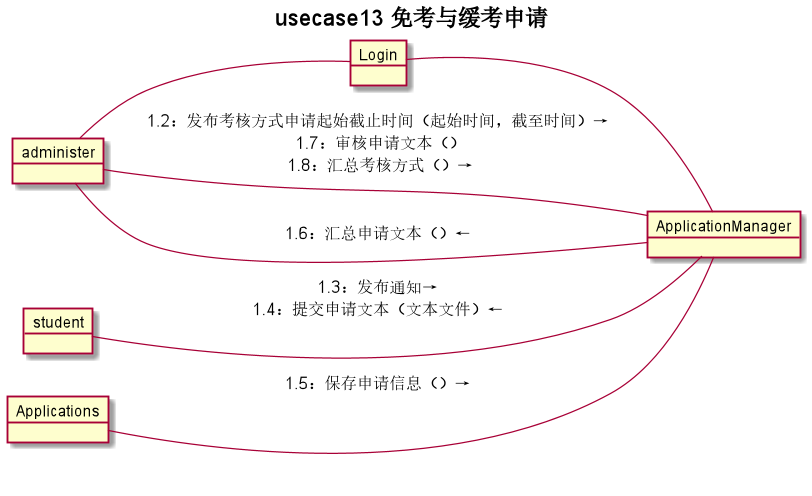 usecase13 免考与缓考申请
Login
1.2：发布考核方式申请起始截止时间（起始时间，截至时间）→
1.7：审核申请文本（）
administer
1.8：汇总考核方式（）→
ApplicationManager
1.6：汇总申请文本（）←
1.3：发布通知→
1.4：提交申请文本（文本文件）←
student
1.5：保存申请信息（）→
Applications